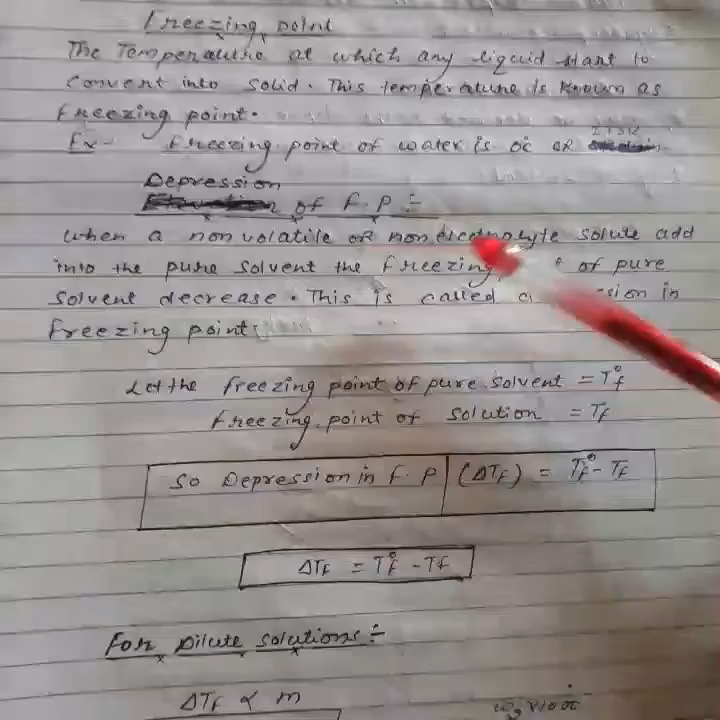 Freezing point
The Temperature at which any liquid start to
convert into solid. This temperature is known as
freezing point.
Ex- freezing point of water is 0°C OR 273K
Depression
of F.P :-
when a non volatile OR non electrolyte solute add
into the pure solvent the freezing of pure
solvent decrease. This is called sion in
freezing point.
Let the freezing point of pure solvent = T°f
freezing point of solution = Tf
So Depression in f.p (ΔTf) = T°f - Tf
ΔTf = T°f - Tf
For Dilute solutions :-
ΔTf ∝ m